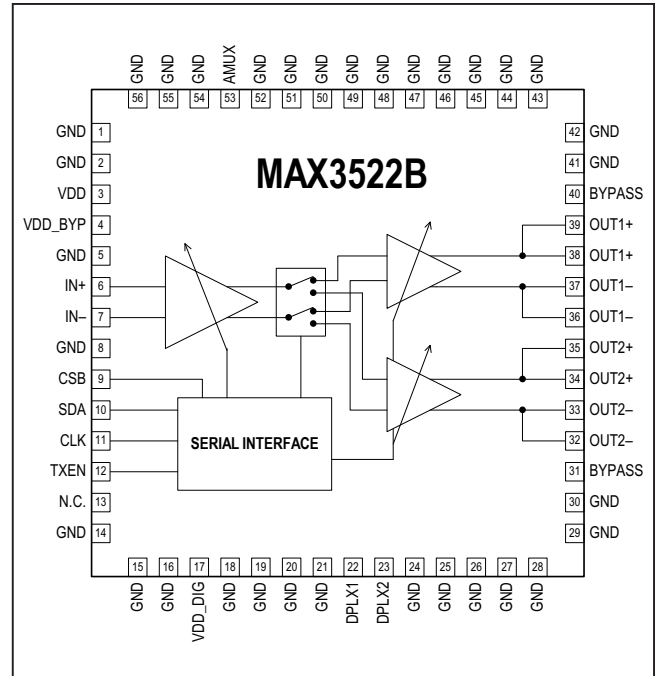 GND GND GND AMUX GND GND GND GND GND GND GND GND GND GND
56 55 54 53 52 51 50 49 48 47 46 45 44 43
MAX3522B
GND 1
GND 2
VDD 3
VDD_BYP 4
GND 5
IN+ 6
IN– 7
GND 8
CSB 9
SDA 10
CLK 11
TXEN 12
N.C. 13
GND 14
SERIAL INTERFACE
42 GND
41 GND
40 BYPASS
39 OUT1+
38 OUT1+
37 OUT1–
36 OUT1–
35 OUT2+
34 OUT2+
33 OUT2–
32 OUT2–
31 BYPASS
30 GND
29 GND
15 16 17 18 19 20 21 22 23 24 25 26 27 28
GND GND VDD_DIG GND GND GND GND DPLX1 DPLX2 GND GND GND GND GND